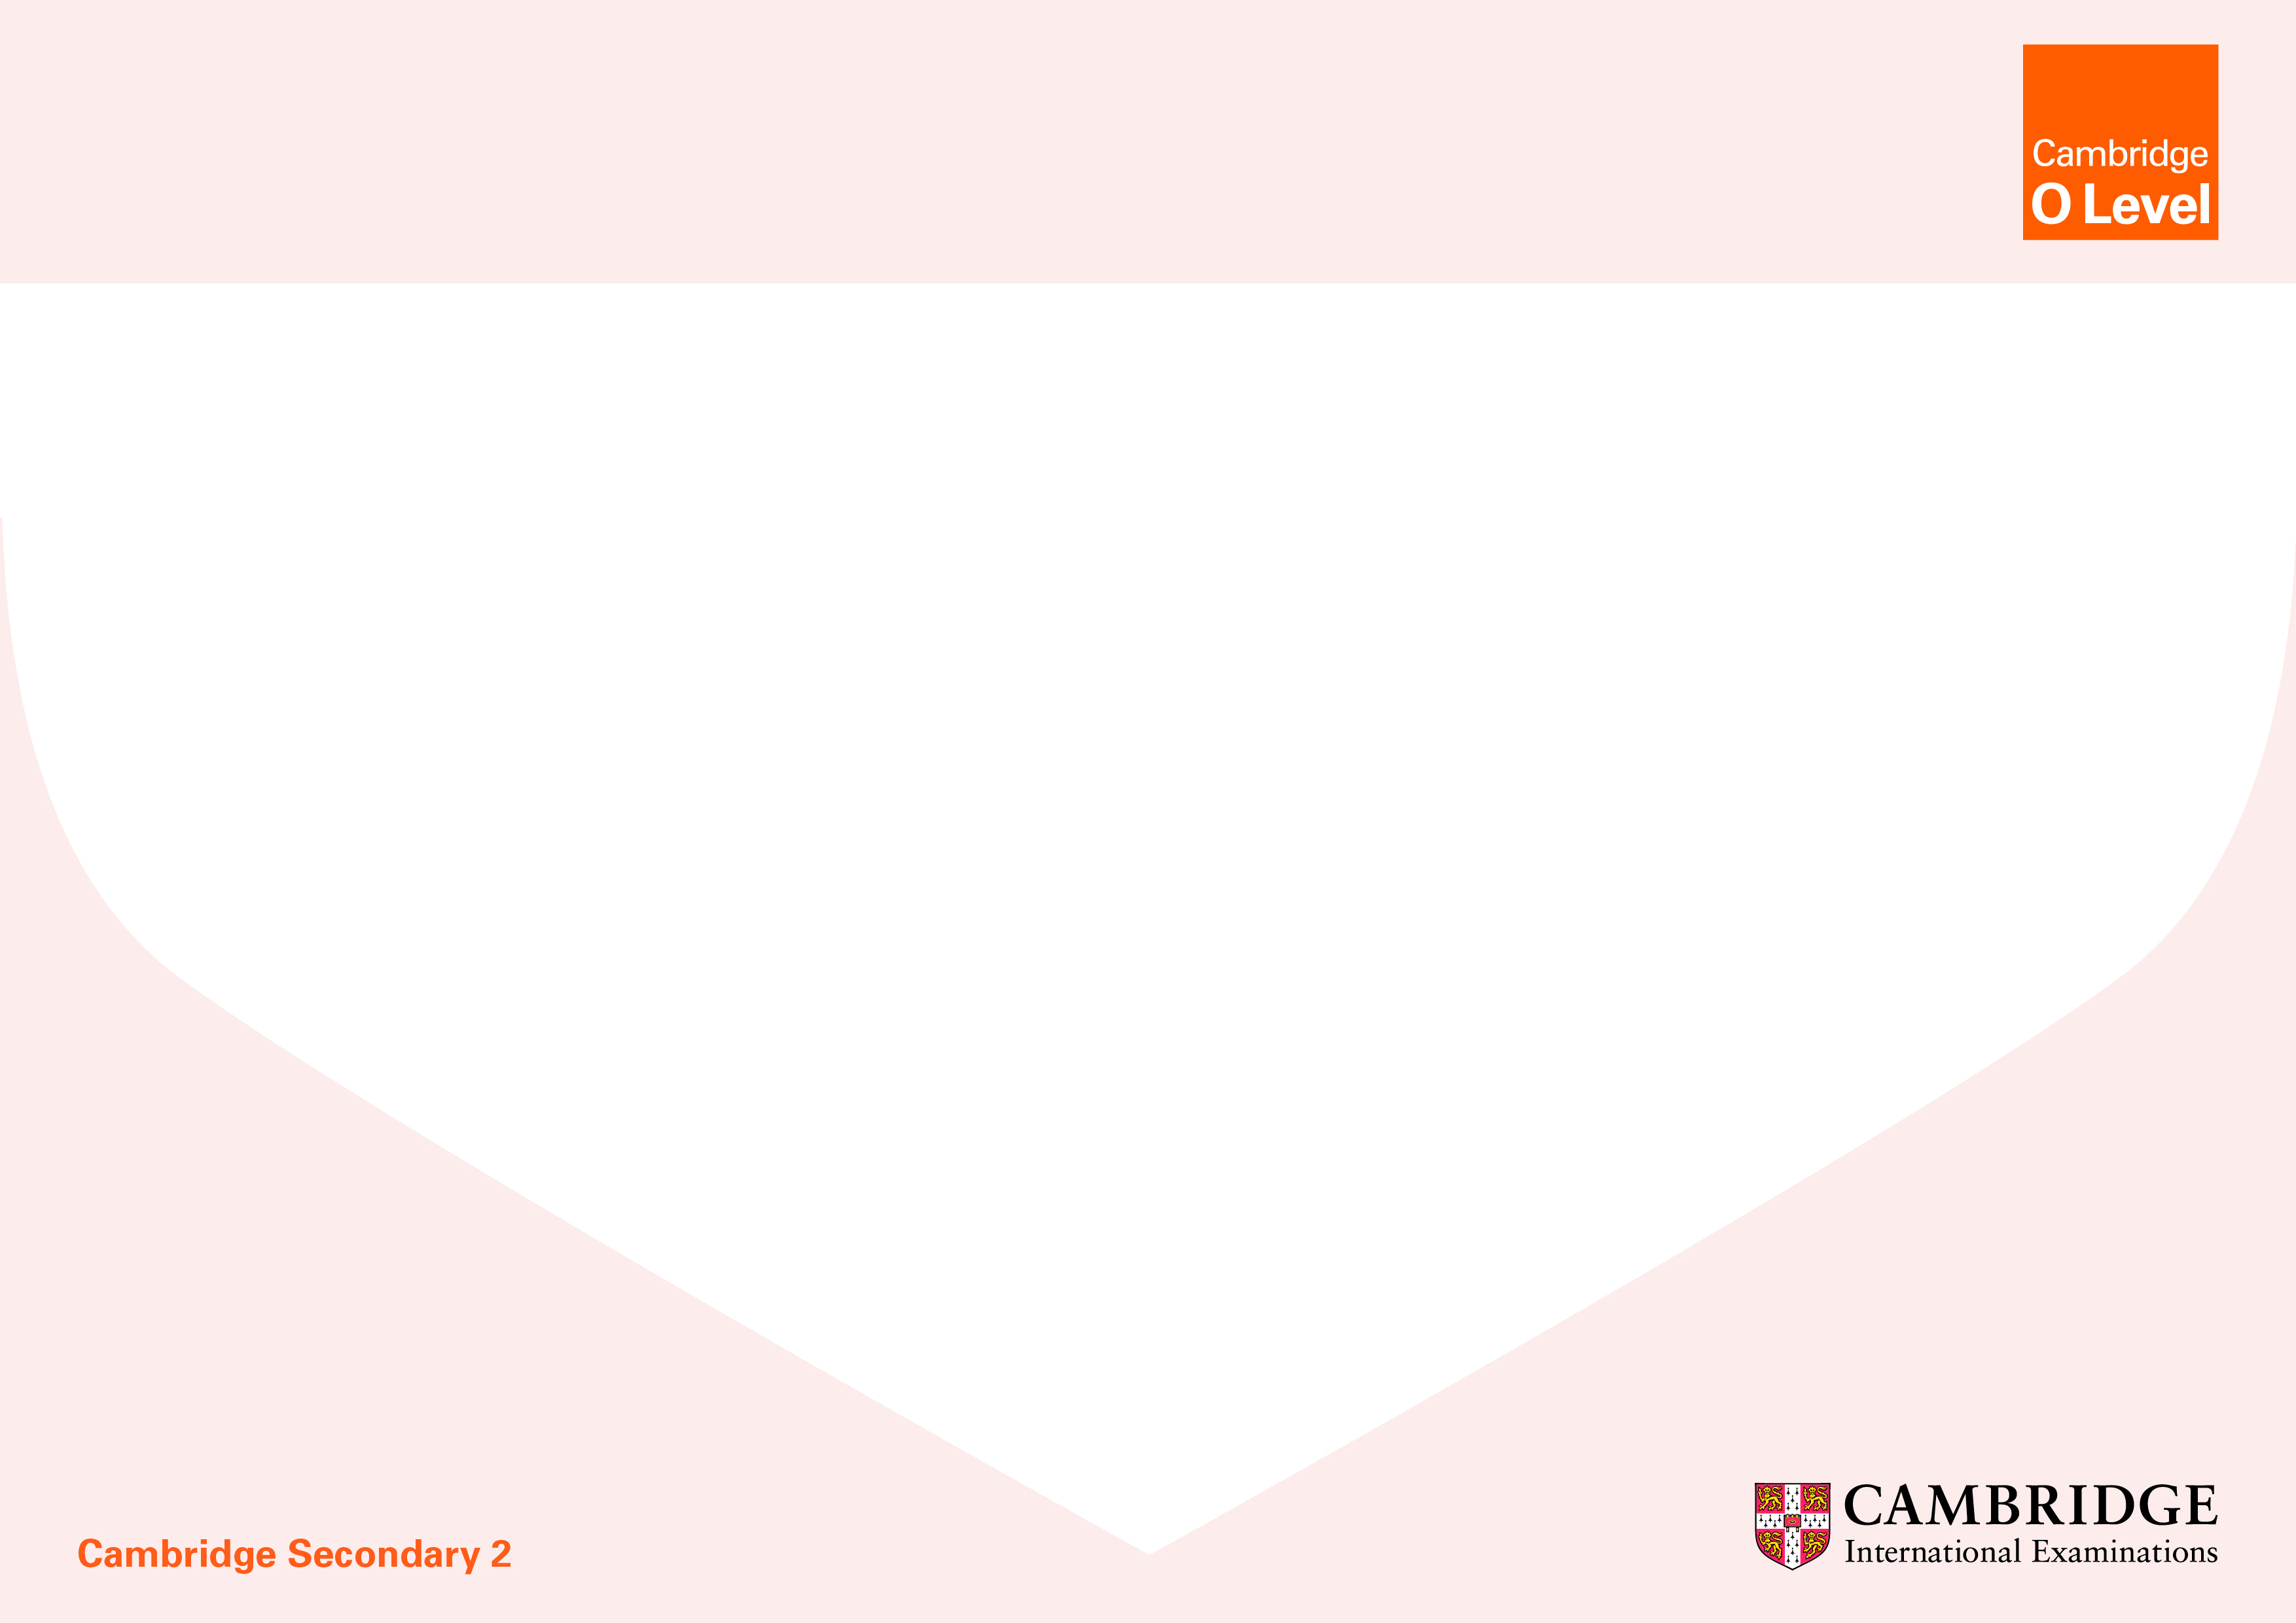 Cambridge
O Level
Cambridge Secondary 2
CAMBRIDGE
International Examinations